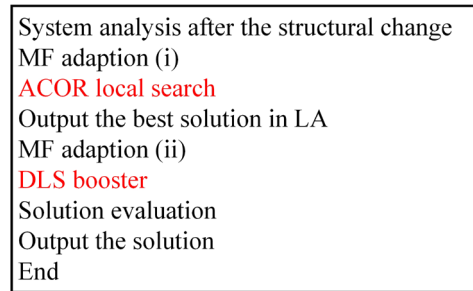 System analysis after the structural change
MF adaption (i)
ACOR local search
Output the best solution in LA
MF adaption (ii)
DLS booster
Solution evaluation
Output the solution
End